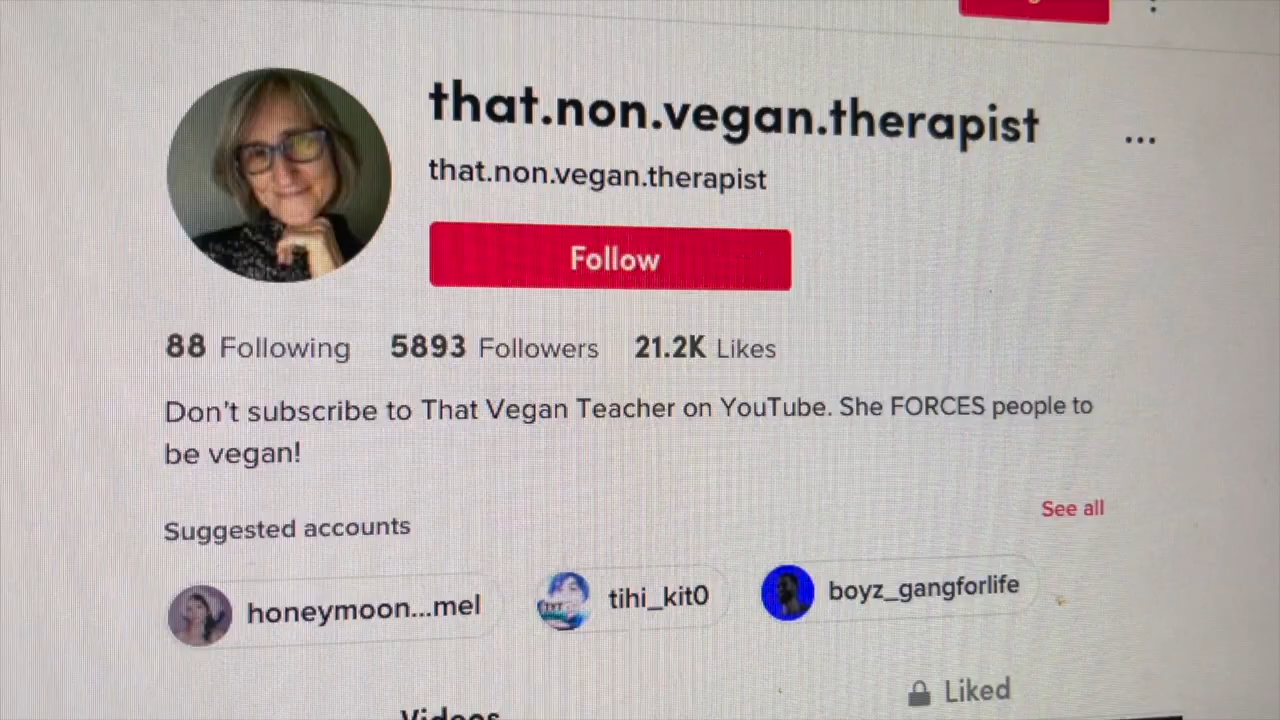 that.non.vegan.therapist
...
that.non.vegan.therapist
Follow
88 Following 5893 Followers 21.2K Likes
Don't subscribe to That Vegan Teacher on YouTube. She FORCES people to
be vegan!
Suggested accounts
See all
honeymoon...mel
tihi_kit0
boyz_gangforlife
Videos
Liked